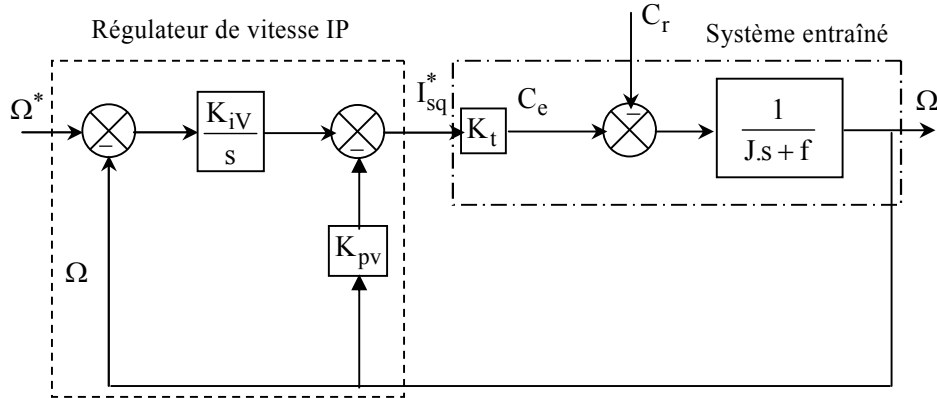 Régulateur de vitesse IP
C_r
Système entraîné
Ω*
K_iV
s
I*_sq
K_t
C_e
1
J.s + f
Ω
K_pv
Ω
−
−
−